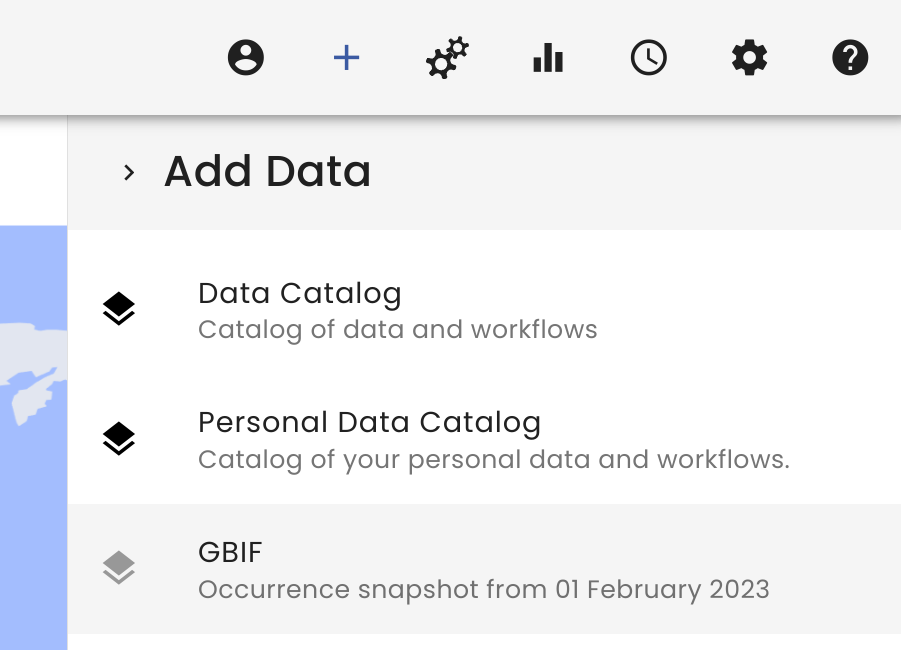 Add Data
Data Catalog
Catalog of data and workflows
Personal Data Catalog
Catalog of your personal data and workflows.
GBIF
Occurrence snapshot from 01 February 2023